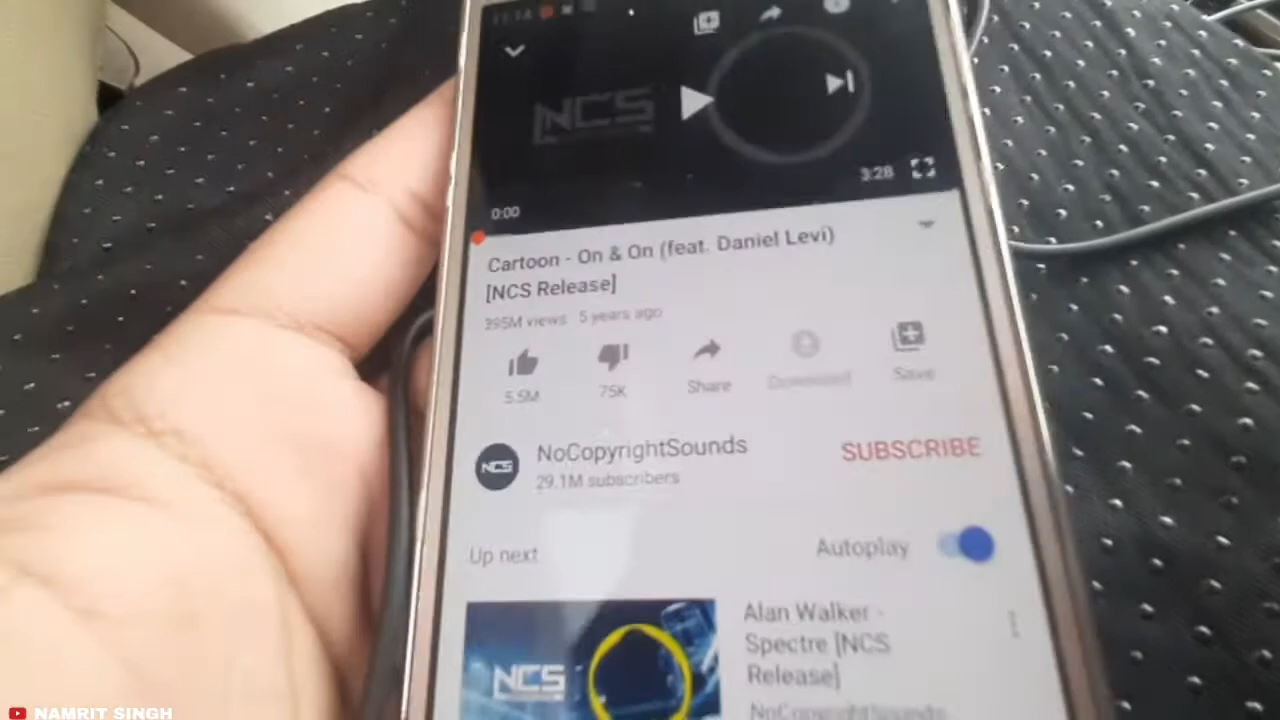 NCS
0:00
3:28
Cartoon - On & On (feat. Daniel Levi)
[NCS Release]
395M views 5 years ago
5.5M
75K
Share
Download
Save
NCS
NoCopyrightSounds
29.1M subscribers
SUBSCRIBE
Up next
Autoplay
NCS
Alan Walker -
Spectre [NCS
Release]
NoCopyrightSounds
NAMRIT SINGH